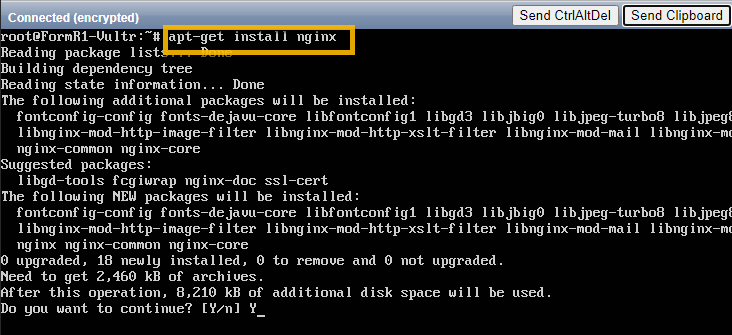 Connected (encrypted)
Send CtrlAltDel
Send Clipboard
root@FormR1-Vultr:~# apt-get install nginx
Reading package lists... Done
Building dependency tree
Reading state information... Done
The following additional packages will be installed:
fontconfig-config fonts-dejavu-core libfontconfig1 libgd3 libjbig0 libjpeg-turbo8 libjpeg8
libnginx-mod-http-image-filter libnginx-mod-http-xslt-filter libnginx-mod-mail libnginx-mo
nginx-common nginx-core
Suggested packages:
libgd-tools fcgiwrap nginx-doc ssl-cert
The following NEW packages will be installed:
fontconfig-config fonts-dejavu-core libfontconfig1 libgd3 libjbig0 libjpeg-turbo8 libjpeg8
libnginx-mod-http-image-filter libnginx-mod-http-xslt-filter libnginx-mod-mail libnginx-mo
nginx nginx-common nginx-core
0 upgraded, 18 newly installed, 0 to remove and 0 not upgraded.
Need to get 2,460 kB of archives.
After this operation, 8,210 kB of additional disk space will be used.
Do you want to continue? [Y/n] Y_